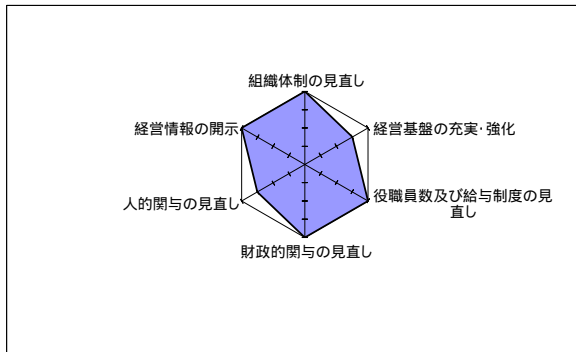 組織体制の見直し
経営基盤の充実･強化
役職員数及び給与制度の見
直し
財政的関与の見直し
人的関与の見直し
経営情報の開示